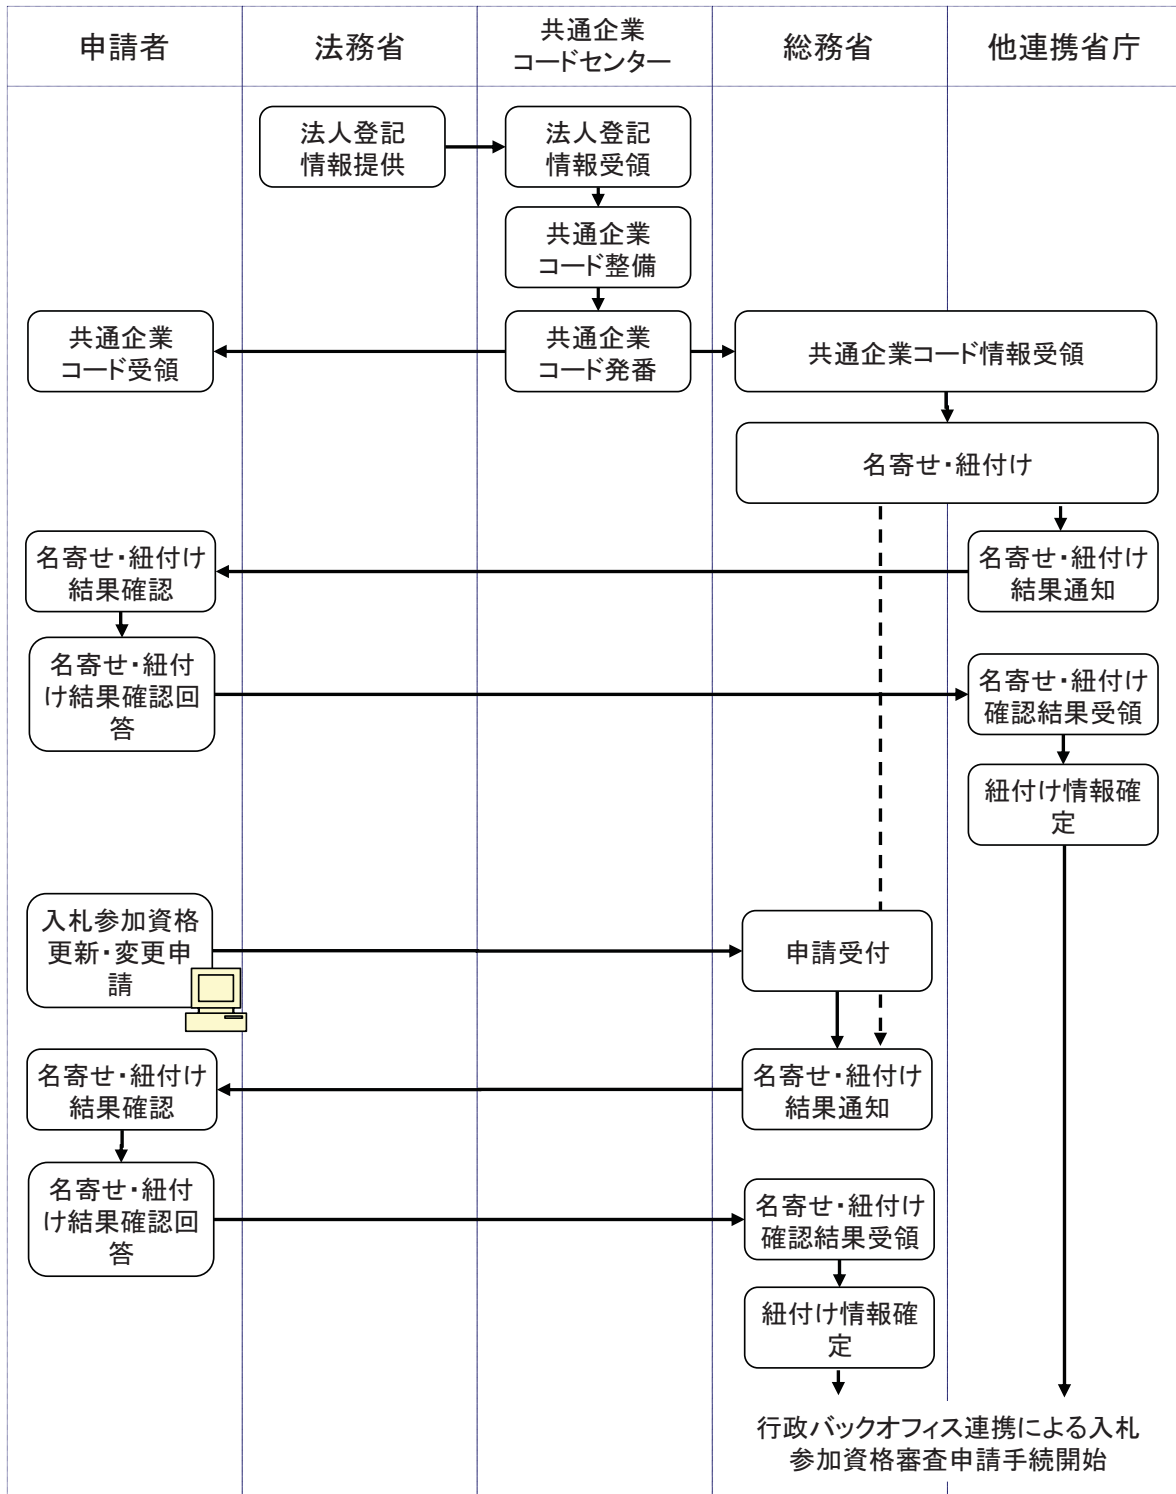 申請者
法務省
共通企業
コードセンター
総務省
他連携省庁
法人登記
情報提供
法人登記
情報受領
共通企業
コード整備
共通企業
コード受領
共通企業
コード発番
共通企業コード情報受領
名寄せ・紐付け
名寄せ・紐付け
結果確認
名寄せ・紐付け
結果通知
名寄せ・紐付
け結果確認回
答
名寄せ・紐付け
確認結果受領
紐付け情報確
定
入札参加資格
更新・変更申
請
申請受付
名寄せ・紐付け
結果確認
名寄せ・紐付け
結果通知
名寄せ・紐付
け結果確認回
答
名寄せ・紐付け
確認結果受領
紐付け情報確
定
行政バックオフィス連携による入札
参加資格審査申請手続開始